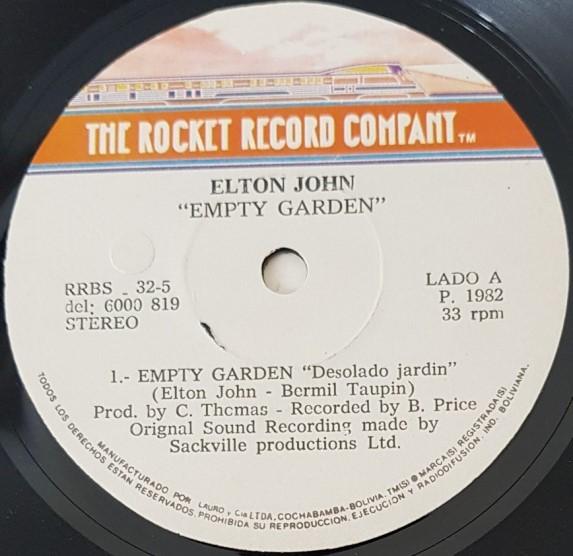 THE ROCKET RECORD COMPANY TM
ELTON JOHN
"EMPTY GARDEN"
RRBS - 32-5
del: 6000 819
STEREO
LADO A
P. 1982
33 rpm
1.- EMPTY GARDEN "Desolado jardin"
(Elton John - Bermil Taupin)
Prod. by C. Thomas - Recorded by B. Price
Orignal Sound Recording made by
Sackville productions Ltd.
MANUFACTURADO POR LAURO y Cia LTDA, COCHABAMBA-BOLIVIA. TM(S) ® MARCA(S) REGISTRADA(S)
TODOS LOS DERECHOS ESTAN RESERVADOS, PROHIBIDA SU REPRODUCCION, EJECUCION Y RADIODIFUSION. IND. BOLIVIANA.